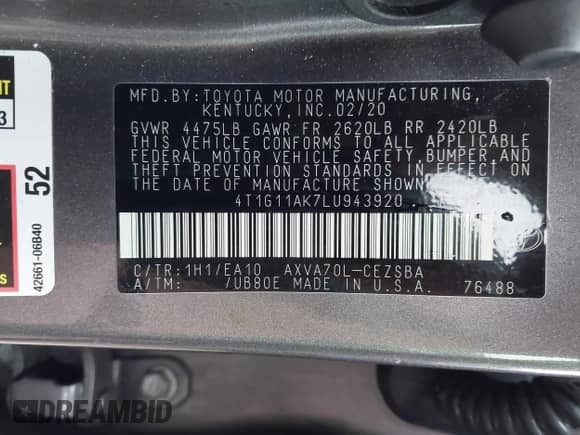 MFD.BY:TOYOTA MOTOR MANUFACTURING,
KENTUCKY,INC.02/20
GVWR 4475LB GAWR FR 2620LB RR 2420LB
THIS VEHICLE CONFORMS TO ALL APPLICABLE
FEDERAL MOTOR VEHICLE SAFETY,BUMPER,AND
THEFT PREVENTION STANDARDS IN EFFECT ON
THE DATE OF MANUFACTURE SHOWN
4T1G11AK7LU943920
C/TR:1H1/EA10 AXVA70L-CEZSBA
A/TM: /UB80E MADE IN U.S.A. 76488
52
42661-06B40
DREAMBID